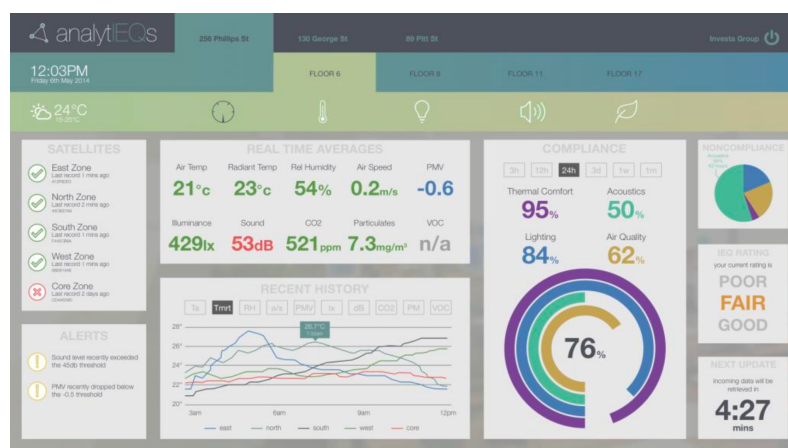 analytIEQs
256 Phillips St
130 George St
89 Pitt St
Investa Group
12:03PM
Friday 6th May 2014
FLOOR 6
FLOOR 8
FLOOR 11
FLOOR 17
24°C
SATELLITES
East Zone
Last record 1 mins ago
North Zone
Last record 2 mins ago
South Zone
Last record 1 mins ago
West Zone
Last record 1 mins ago
Core Zone
Last record 2 days ago
ALERTS
Sound level recently exceeded
the 45db threshold
PMV recently dropped below
the -0.5 threshold
REAL TIME AVERAGES
Air Temp Radiant Temp Rel Humidity Air Speed PMV
21°c 23°c 54% 0.2m/s -0.6
Illuminance Sound CO2 Particulates VOC
429lx 53dB 521ppm 7.3mg/m³ n/a
RECENT HISTORY
Ta Tmrt RH a/s PMV lx dB CO2 PM VOC
28°
26°
24°
22°
20°
26.7°C
3am 6am 9am 12pm
east north south west core
COMPLIANCE
3h 12h 24h 3d 1w 1m
Thermal Comfort Acoustics
95% 50%
Lighting Air Quality
84% 62%
76%
NONCOMPLIANCE
Acoustics
IEQ RATING
your current rating is
POOR
FAIR
GOOD
NEXT UPDATE
Incoming data will be
retrieved in
4:27
mins